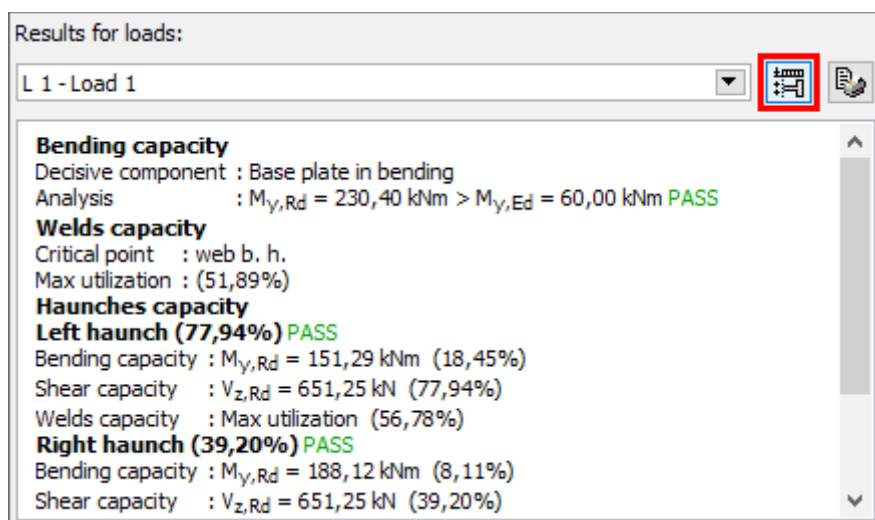 Results for loads:
L 1 - Load 1
Bending capacity
Decisive component : Base plate in bending
Analysis : My,Rd = 230,40 kNm > My,Ed = 60,00 kNm PASS
Welds capacity
Critical point : web b. h.
Max utilization : (51,89%)
Haunches capacity
Left haunch (77,94%) PASS
Bending capacity : My,Rd = 151,29 kNm (18,45%)
Shear capacity : Vz,Rd = 651,25 kN (77,94%)
Welds capacity : Max utilization (56,78%)
Right haunch (39,20%) PASS
Bending capacity : My,Rd = 188,12 kNm (8,11%)
Shear capacity : Vz,Rd = 651,25 kN (39,20%)